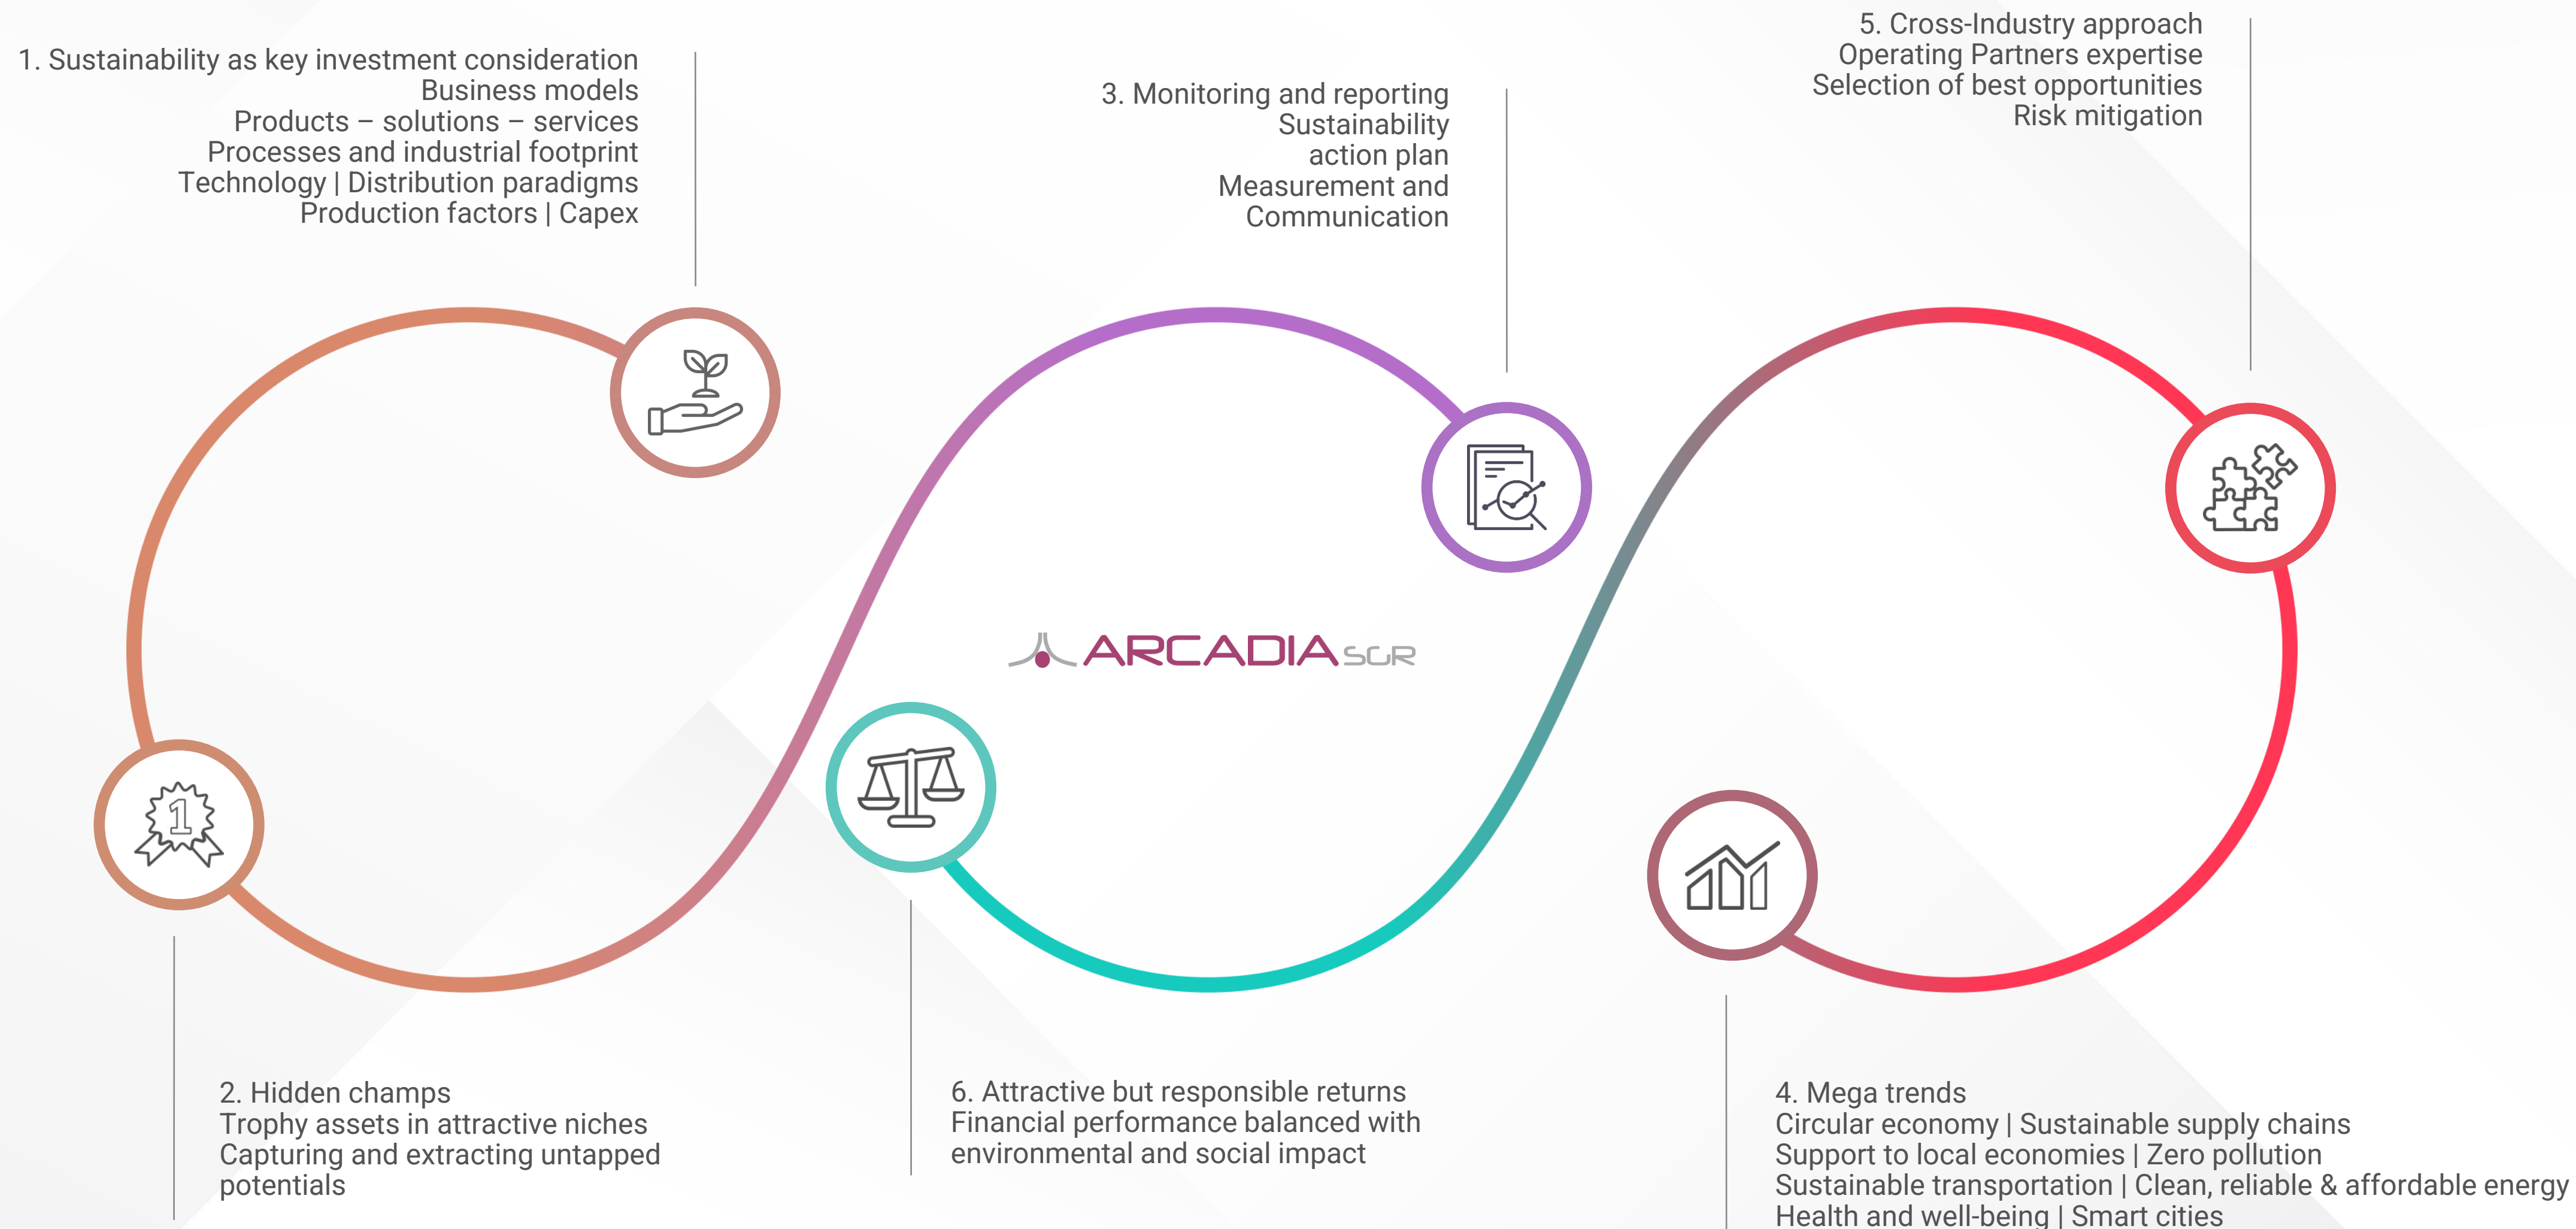 1. Sustainability as key investment consideration
Business models
Products – solutions – services
Processes and industrial footprint
Technology | Distribution paradigms
Production factors | Capex
2. Hidden champs
Trophy assets in attractive niches
Capturing and extracting untapped
potentials
3. Monitoring and reporting
Sustainability
action plan
Measurement and
Communication
4. Mega trends
Circular economy | Sustainable supply chains
Support to local economies | Zero pollution
Sustainable transportation | Clean, reliable & affordable energy
Health and well-being | Smart cities
5. Cross-Industry approach
Operating Partners expertise
Selection of best opportunities
Risk mitigation
6. Attractive but responsible returns
Financial performance balanced with
environmental and social impact
ARCADIA SGR
1